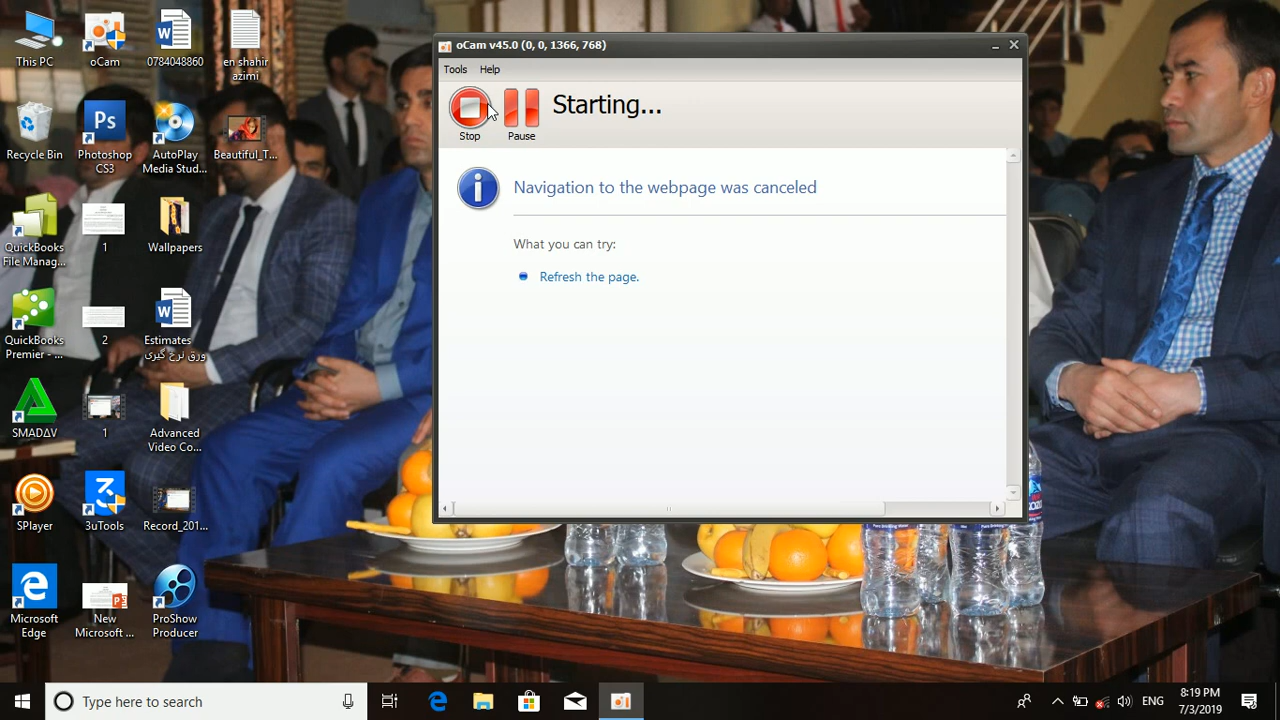 This PC
oCam
0784048860
en shahir
azimi
Recycle Bin
Ps
Photoshop
CS3
AutoPlay
Media Stud...
Beautiful_T...
QuickBooks
File Manag...
1
Wallpapers
QuickBooks
Premier - ...
2
Estimates
ورق نرخ گیری
SMADΔV
1
Advanced
Video Co...
SPlayer
3uTools
Record_201...
Microsoft
Edge
New
Microsoft ...
ProShow
Producer
oCam v45.0 (0, 0, 1366, 768)
Tools Help
Starting...
Stop
Pause
Navigation to the webpage was canceled
What you can try:
Refresh the page.
Type here to search
ENG
8:19 PM
7/3/2019